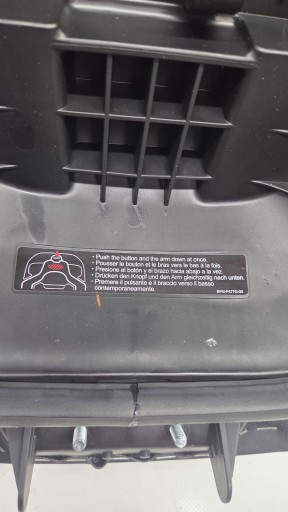 • Push the button and the arm down at once.
• Pousser le bouton et le bras vers le bas à la fois.
• Presione el botón y el brazo hacia abajo a la vez.
• Drücken den Knopf und den Arm gleichzeitig nach unten.
• Premere il pulsante e il braccio verso il basso
contemporaneamente.